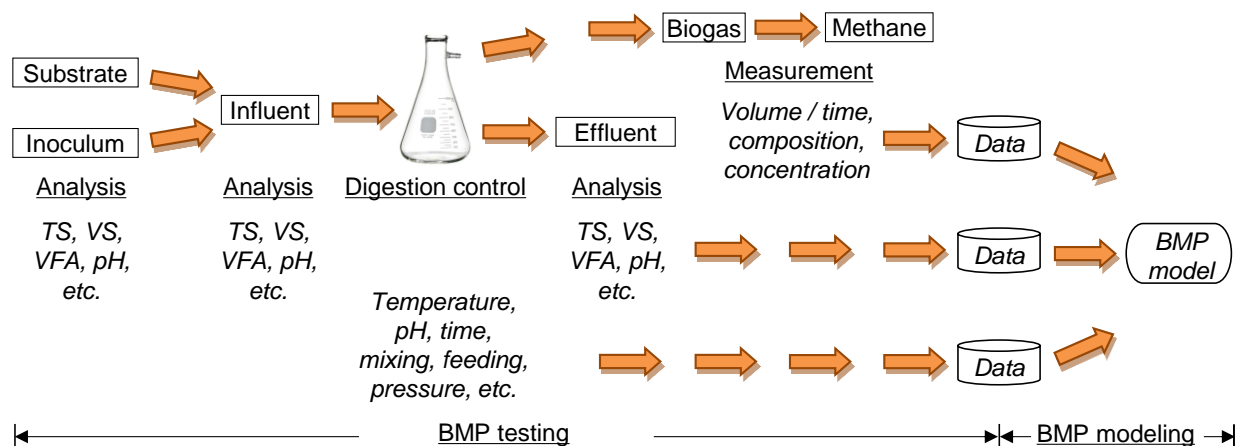 Biogas
Methane
Substrate
Influent
Inoculum
Effluent
Measurement
Volume / time,
composition,
concentration
Data
Analysis
TS, VS,
VFA, pH,
etc.
Analysis
TS, VS,
VFA, pH,
etc.
Digestion control
Temperature,
pH, time,
mixing, feeding,
pressure, etc.
Analysis
TS, VS,
VFA, pH,
etc.
Data
BMP
model
Data
BMP testing
BMP modeling